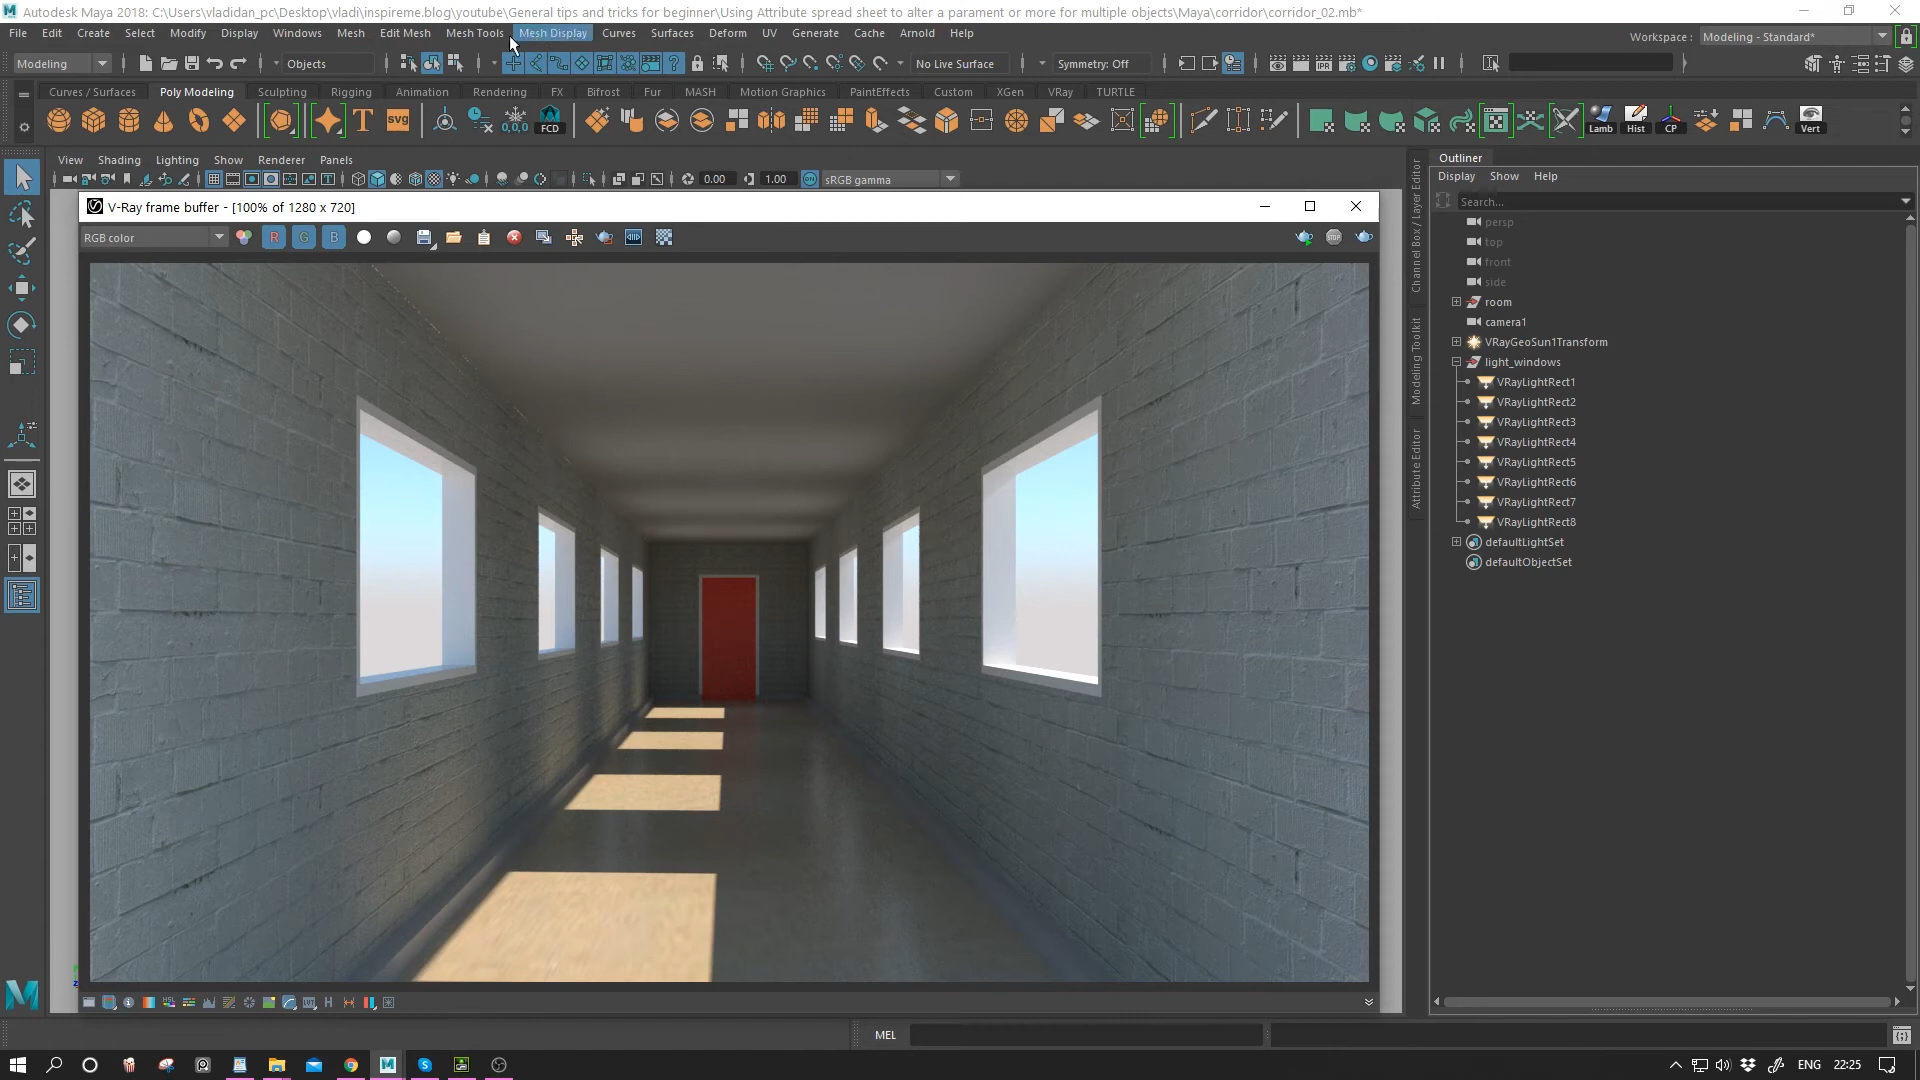 Autodesk Maya 2018: C:\Users\vladidan_pc\Desktop\vladi\inspireme.blog\youtube\General tips and tricks for beginner\Using Attribute spread sheet to alter a parament or more for multiple objects\Maya\corridor\corridor_02.mb*
File Edit Create Select Modify Display Windows Mesh Edit Mesh Mesh Tools Mesh Display Curves Surfaces Deform UV Generate Cache Arnold Help
Workspace : Modeling - Standard*
Modeling Objects No Live Surface Symmetry: Off
Curves / Surfaces Poly Modeling Sculpting Rigging Animation Rendering FX Bifrost Fur MASH Motion Graphics PaintEffects Custom XGen VRay TURTLE
T svg 0,0,0 FCD Lamb Hist CP Vert
View Shading Lighting Show Renderer Panels
0.00 1.00 sRGB gamma
V-Ray frame buffer - [100% of 1280 x 720]
RGB color R G B
Channel Box / Layer Editor
Modeling Toolkit
Attribute Editor
Outliner
Display Show Help
Search...
persp
top
front
side
room
camera1
VRayGeoSun1Transform
light_windows
VRayLightRect1
VRayLightRect2
VRayLightRect3
VRayLightRect4
VRayLightRect5
VRayLightRect6
VRayLightRect7
VRayLightRect8
defaultLightSet
defaultObjectSet
MEL
ENG 22:25